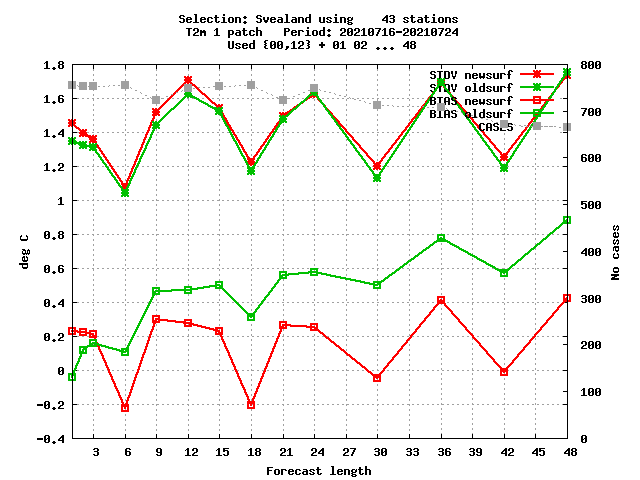 Selection: Svealand using    43 stations
T2m 1 patch   Period: 20210716-20210724
Used {00,12} + 01 02 ... 48
STDV newsurf
STDV oldsurf
BIAS newsurf
BIAS oldsurf
CASES
1.8
1.6
1.4
1.2
1
0.8
0.6
0.4
0.2
0
-0.2
-0.4
deg C
800
700
600
500
400
300
200
100
0
No cases
3 6 9 12 15 18 21 24 27 30 33 36 39 42 45 48
Forecast length